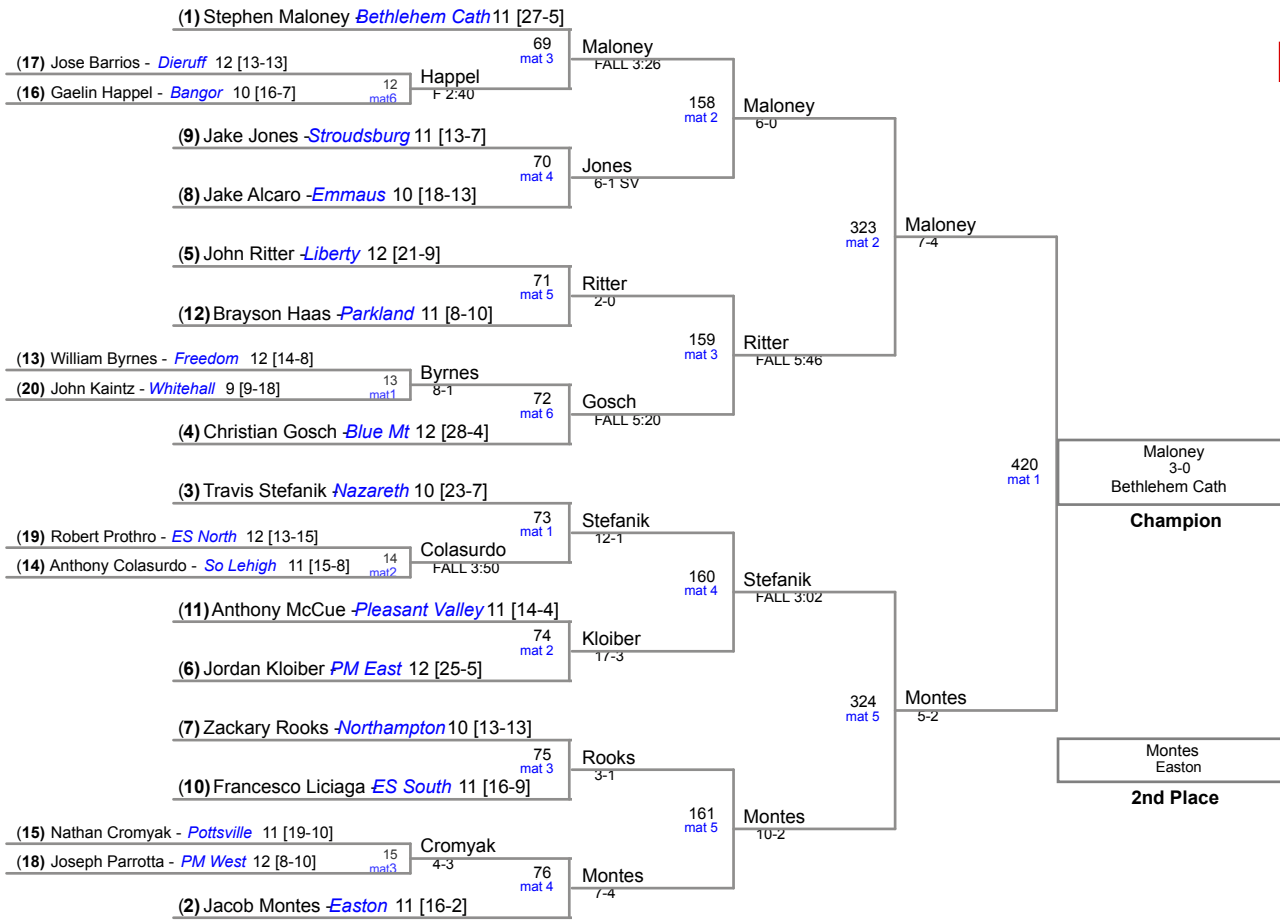 (1) Stephen Maloney - Bethlehem Cath 11 [27-5]
69
mat 3
Maloney
FALL 3:26
(17) Jose Barrios - Dieruff 12 [13-13]
12
mat6
Happel
F 2:40
(16) Gaelin Happel - Bangor 10 [16-7]
158
mat 2
Maloney
6-0
(9) Jake Jones - Stroudsburg 11 [13-7]
70
mat 4
Jones
6-1 SV
(8) Jake Alcaro - Emmaus 10 [18-13]
323
mat 2
Maloney
7-4
(5) John Ritter - Liberty 12 [21-9]
71
mat 5
Ritter
2-0
(12) Brayson Haas - Parkland 11 [8-10]
159
mat 3
Ritter
FALL 5:46
(13) William Byrnes - Freedom 12 [14-8]
13
mat1
Byrnes
8-1
(20) John Kaintz - Whitehall 9 [9-18]
72
mat 6
Gosch
FALL 5:20
(4) Christian Gosch - Blue Mt 12 [28-4]
420
mat 1
Maloney
3-0
Bethlehem Cath
Champion
(3) Travis Stefanik - Nazareth 10 [23-7]
73
mat 1
Stefanik
12-1
(19) Robert Prothro - ES North 12 [13-15]
14
mat2
Colasurdo
FALL 3:50
(14) Anthony Colasurdo - So Lehigh 11 [15-8]
160
mat 4
Stefanik
FALL 3:02
(11) Anthony McCue - Pleasant Valley 11 [14-4]
74
mat 2
Kloiber
17-3
(6) Jordan Kloiber - PM East 12 [25-5]
324
mat 5
Montes
5-2
(7) Zackary Rooks - Northampton 10 [13-13]
75
mat 3
Rooks
3-1
(10) Francesco Liciaga - ES South 11 [16-9]
161
mat 5
Montes
10-2
(15) Nathan Cromyak - Pottsville 11 [19-10]
15
mat3
Cromyak
4-3
(18) Joseph Parrotta - PM West 12 [8-10]
76
mat 4
Montes
7-4
(2) Jacob Montes - Easton 11 [16-2]
Montes
Easton
2nd Place